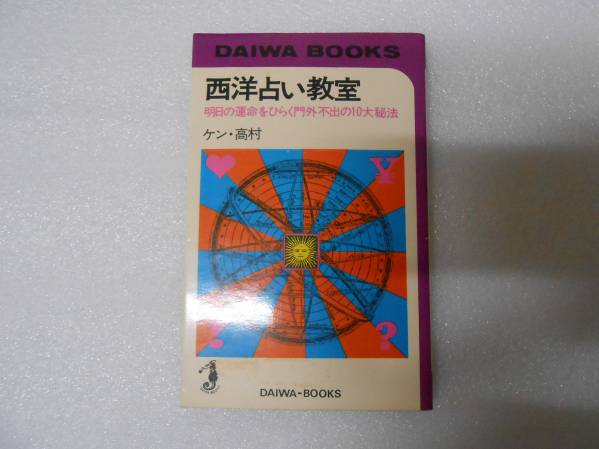 DAIWA BOOKS
西洋占い教室
明日の運命をひらく門外不出の10大秘法
ケン・高村
¥
!
?
DAIWA-BOOKS